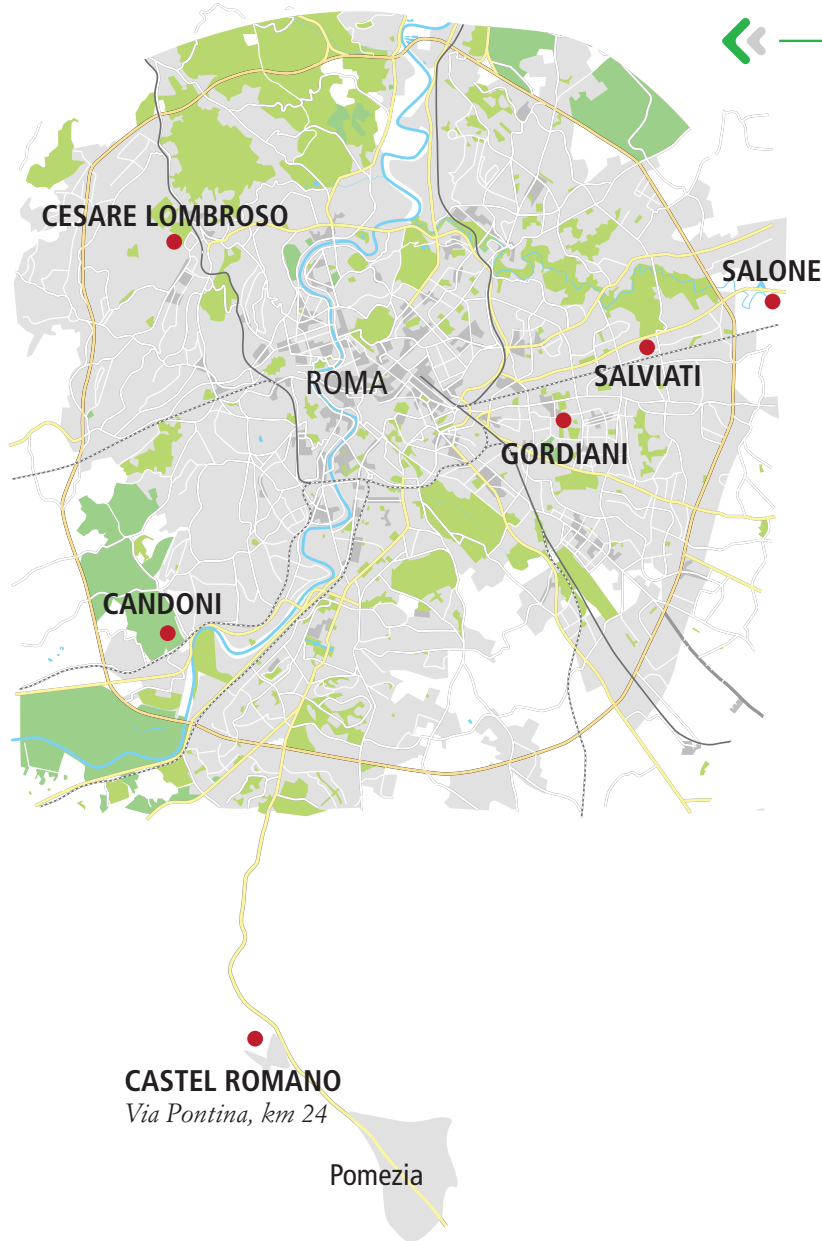 CESARE LOMBROSO
SALONE
ROMA
SALVIATI
GORDIANI
CANDONI
CASTEL ROMANO
Via Pontina, km 24
Pomezia